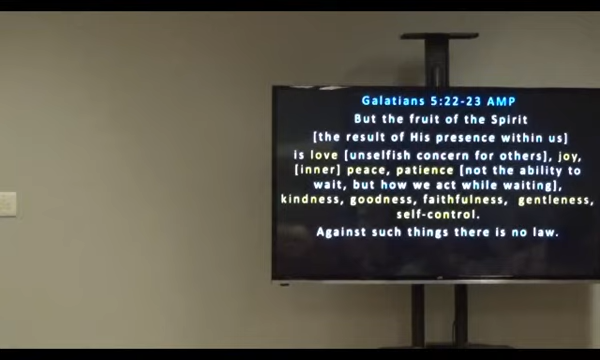 Galatians 5:22-23 AMP
But the fruit of the Spirit
[the result of His presence within us]
is love [unselfish concern for others], joy,
[inner] peace, patience [not the ability to
wait, but how we act while waiting],
kindness, goodness, faithfulness, gentleness,
self-control.
Against such things there is no law.